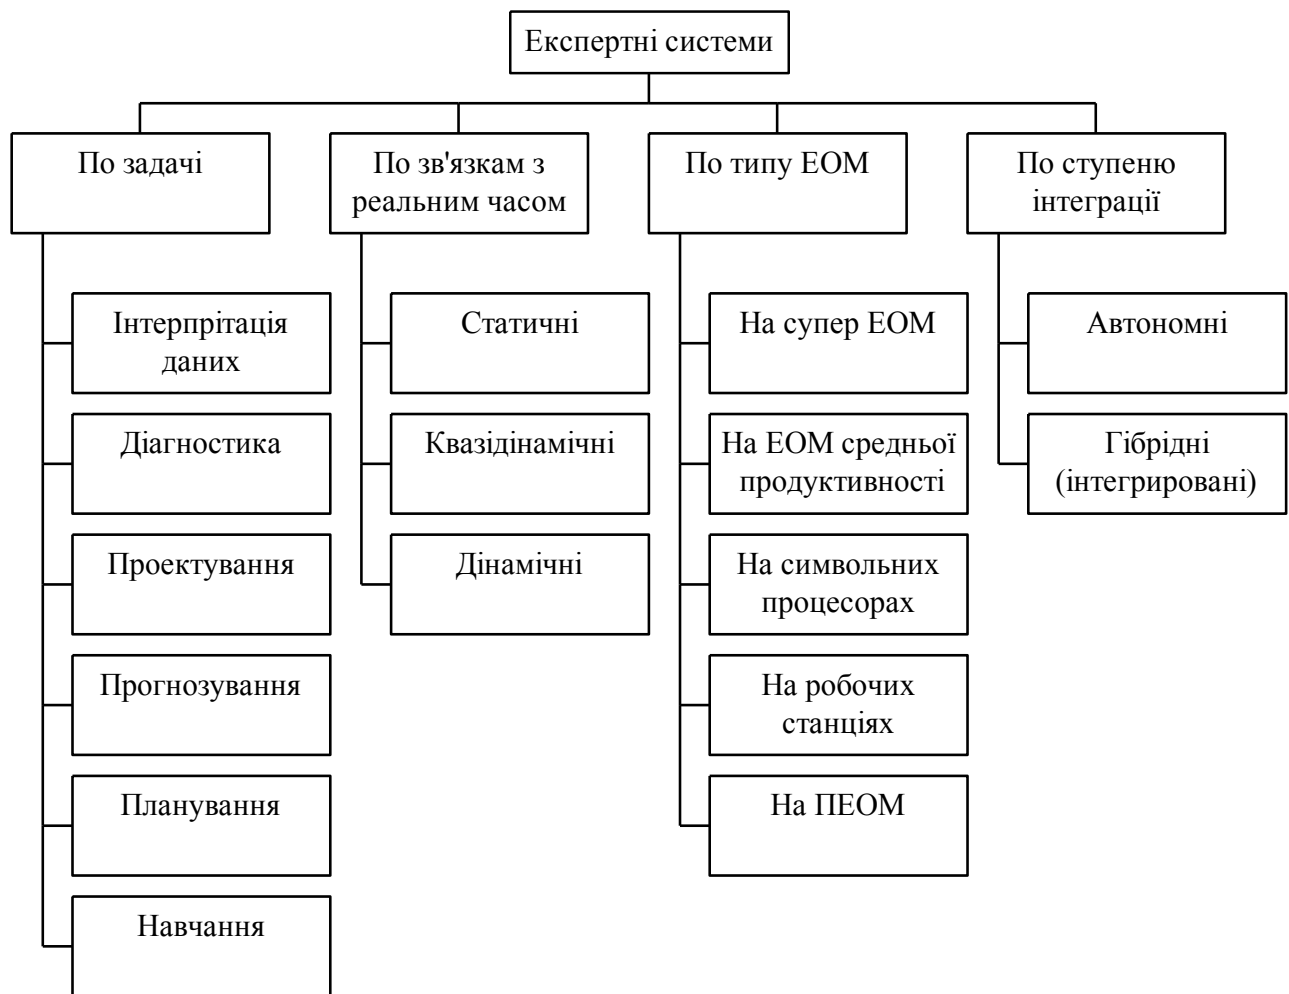 Експертні системи
По задачі
По зв'язкам з
реальним часом
По типу ЕОМ
По ступеню
інтеграції
Інтерпрітація
даних
Діагностика
Проектування
Прогнозування
Планування
Навчання
Статичні
Квазідінамічні
Дінамічні
На супер ЕОМ
На ЕОМ средньої
продуктивності
На символьних
процесорах
На робочих
станціях
На ПЕОМ
Автономні
Гібрідні
(інтегрировані)